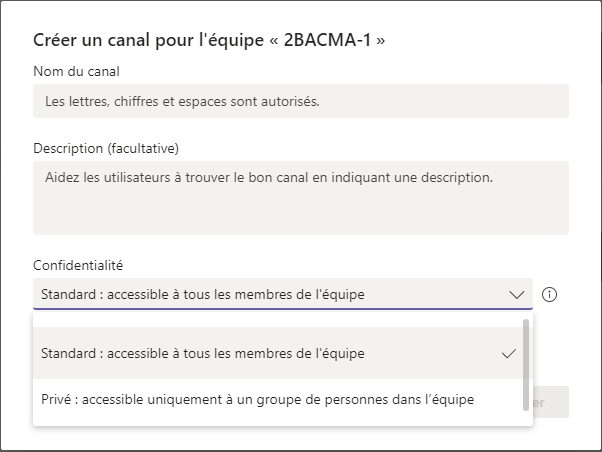 Créer un canal pour l'équipe « 2BACMA-1 »
Nom du canal
Les lettres, chiffres et espaces sont autorisés.
Description (facultative)
Aidez les utilisateurs à trouver le bon canal en indiquant une description.
Confidentialité
Standard : accessible à tous les membres de l'équipe
Standard : accessible à tous les membres de l'équipe
Privé : accessible uniquement à un groupe de personnes dans l'équipe